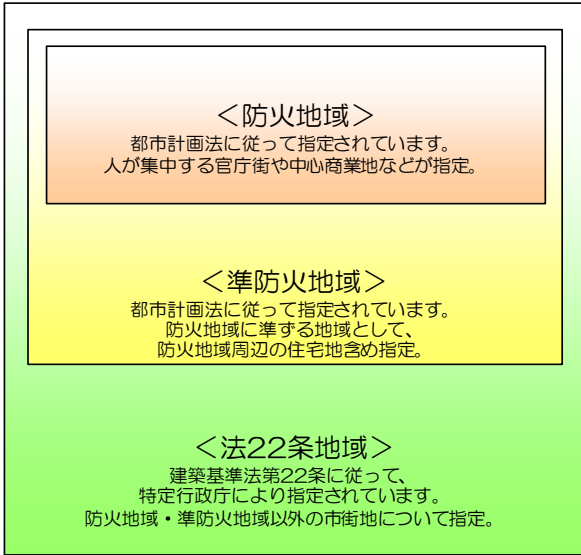 ＜防火地域＞
都市計画法に従って指定されています。
人が集中する官庁街や中心商業地などが指定。
＜準防火地域＞
都市計画法に従って指定されています。
防火地域に準ずる地域として、
防火地域周辺の住宅地含め指定。
＜法22条地域＞
建築基準法第22条に従って、
特定行政庁により指定されています。
防火地域・準防火地域以外の市街地について指定。